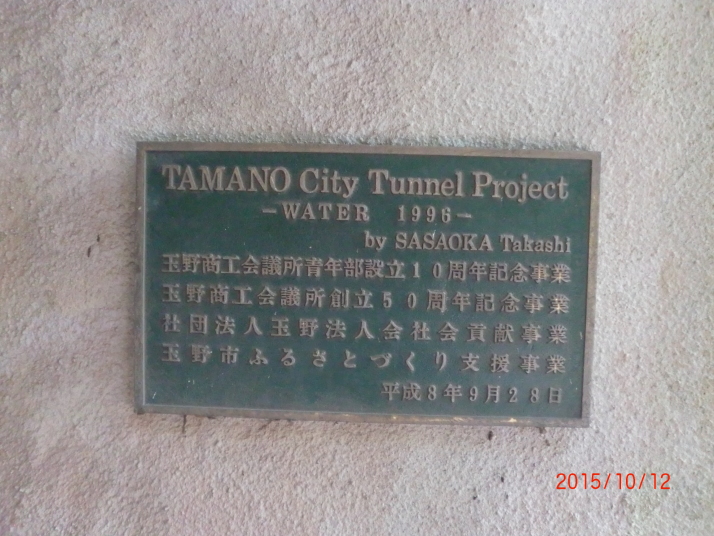 TAMANO City Tunnel Project
-WATER 1996-
by SASAOKA Takashi
玉野商工会議所青年部設立10周年記念事業
玉野商工会議所創立50周年記念事業
社団法人玉野法人会社会貢献事業
玉野市ふるさとづくり支援事業
平成8年9月28日
2015/10/12